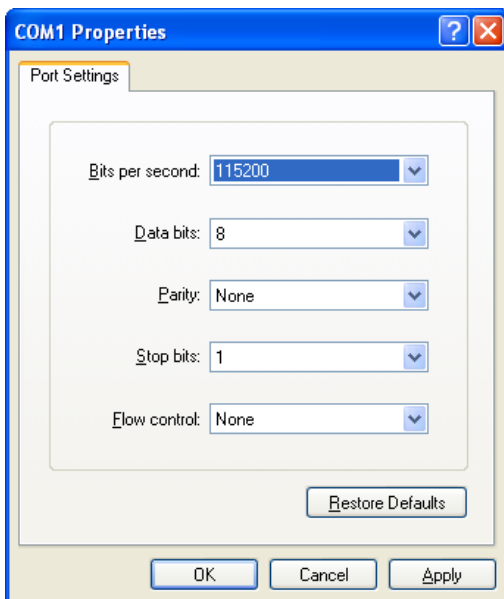 COM1 Properties
Port Settings
Bits per second: 115200
Data bits: 8
Parity: None
Stop bits: 1
Flow control: None
Restore Defaults
OK Cancel Apply